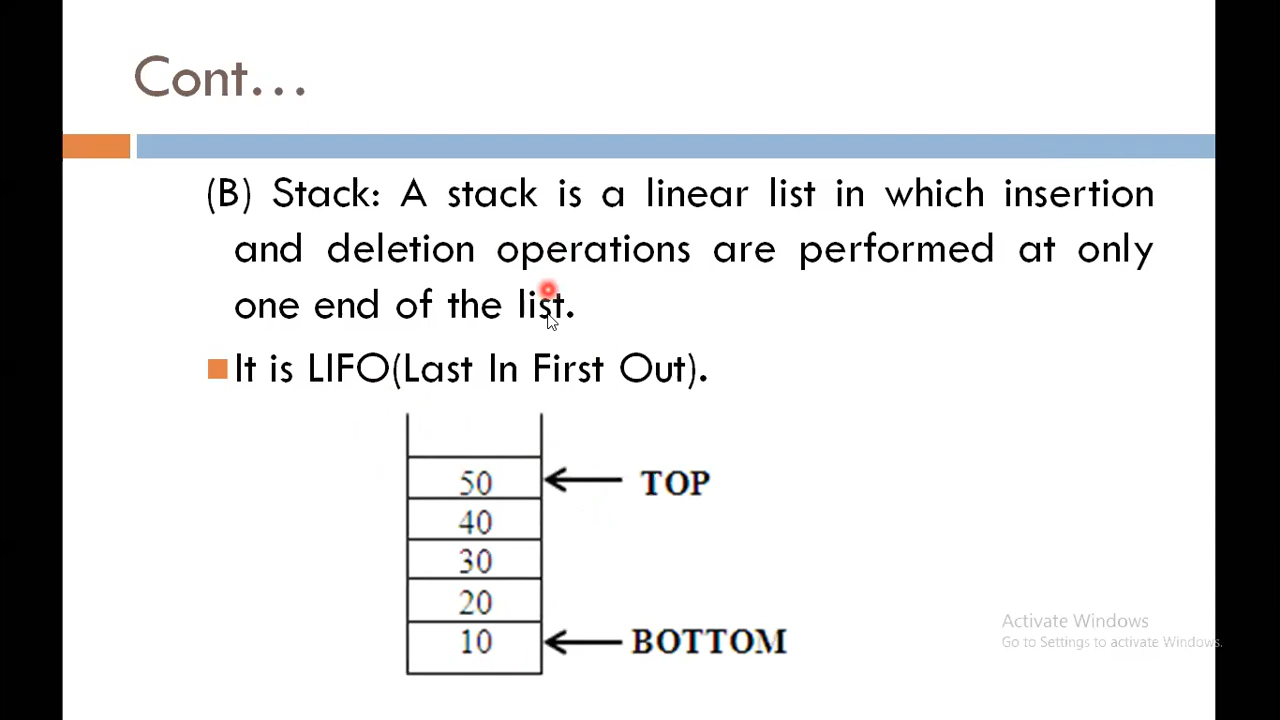 Cont...
(B) Stack: A stack is a linear list in which insertion
and deletion operations are performed at only
one end of the list.
It is LIFO(Last In First Out).
50 TOP
40
30
20
10 BOTTOM
Activate Windows
Go to Settings to activate Windows.